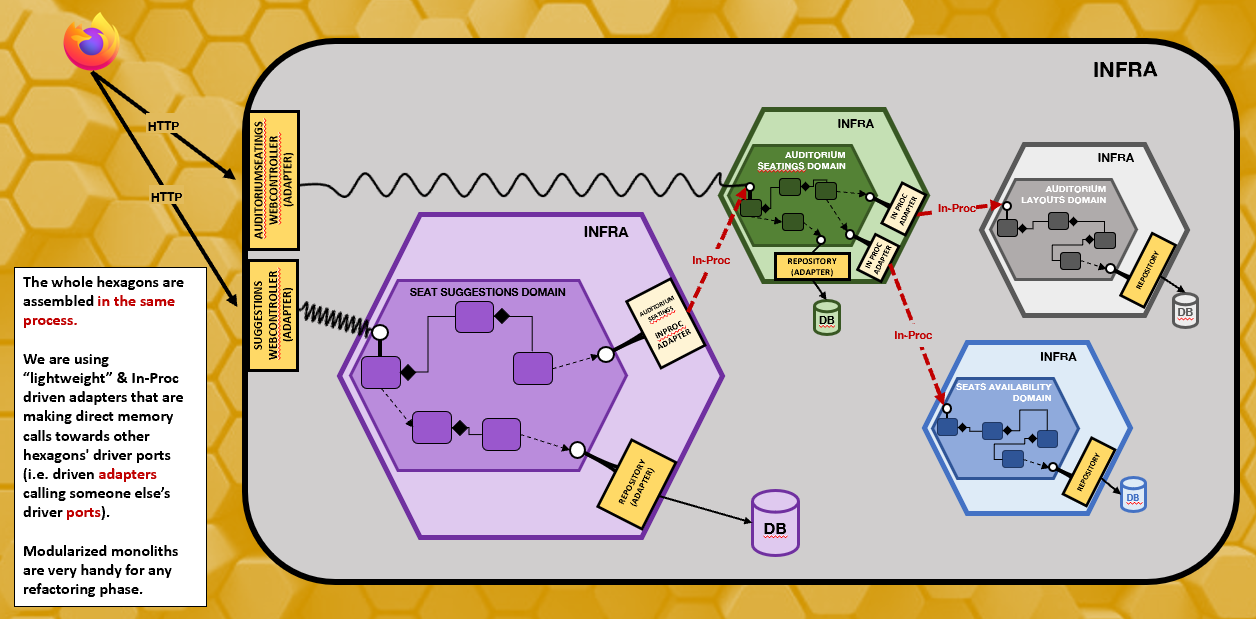 INFRA
HTTP
HTTP
AUDITORIUMSEATINGS
WEBCONTROLLER
(ADAPTER)
SUGGESTIONS
WEBCONTROLLER
(ADAPTER)
The whole hexagons are
assembled in the same
process.
We are using
“lightweight” & In-Proc
driven adapters that are
making direct memory
calls towards other
hexagons' driver ports
(i.e. driven adapters
calling someone else’s
driver ports).
Modularized monoliths
are very handy for any
refactoring phase.
INFRA
SEAT SUGGESTIONS DOMAIN
AUDITORIUM
SEATINGS
INPROC
ADAPTER
REPOSITORY
(ADAPTER)
DB
In-Proc
INFRA
AUDITORIUM
SEATINGS DOMAIN
IN PROC
ADAPTER
IN PROC
ADAPTER
REPOSITORY
(ADAPTER)
DB
In-Proc
In-Proc
INFRA
AUDITORIUM
LAYOUTS DOMAIN
REPOSITORY
DB
INFRA
SEATS AVAILABILITY
DOMAIN
REPOSITORY
DB